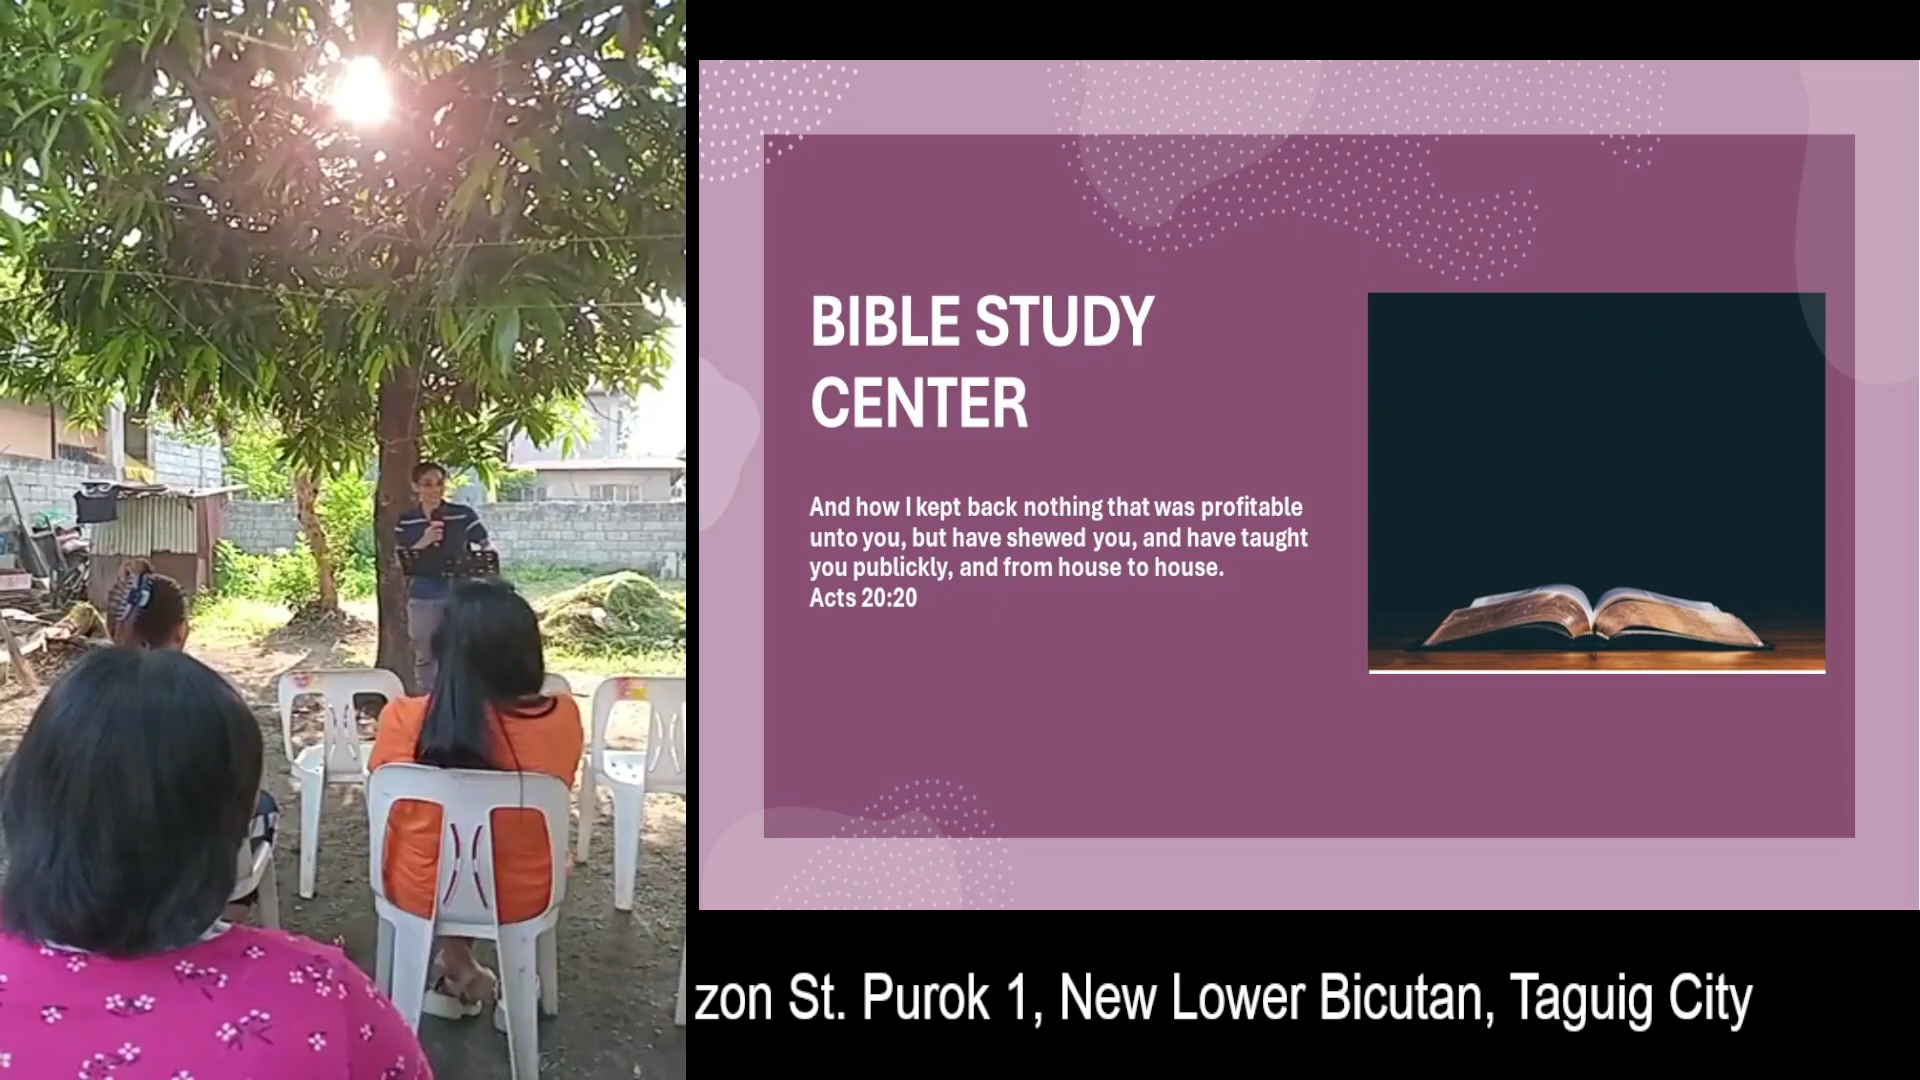 BIBLE STUDY
CENTER
And how I kept back nothing that was profitable
unto you, but have shewed you, and have taught
you publickly, and from house to house.
Acts 20:20
zon St. Purok 1, New Lower Bicutan, Taguig City